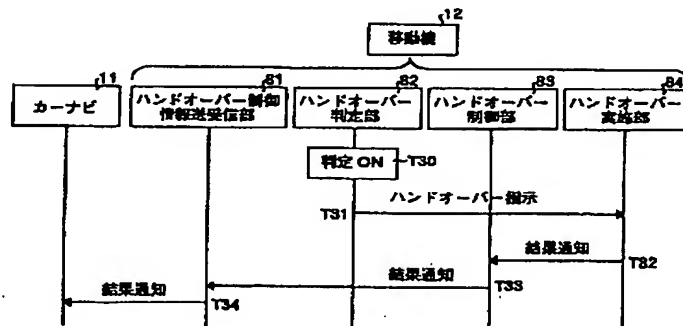 12
移動機
11
カーナビ
81
ハンドオーバー制御
情報送受信部
82
ハンドオーバー
判定部
83
ハンドオーバー
制御部
84
ハンドオーバー
実施部
判定 ON
T30
ハンドオーバー指示
T31
結果通知
T32
結果通知
T33
結果通知
T34